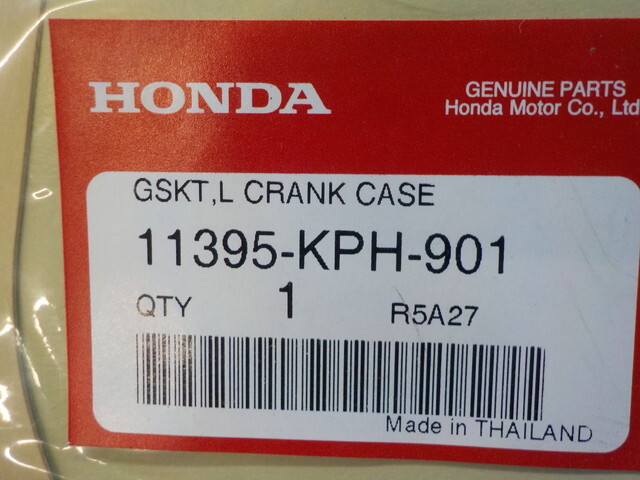 HONDA
GENUINE PARTS
Honda Motor Co., Ltd
GSKT,L CRANK CASE
11395-KPH-901
QTY 1 R5A27
Made in THAILAND